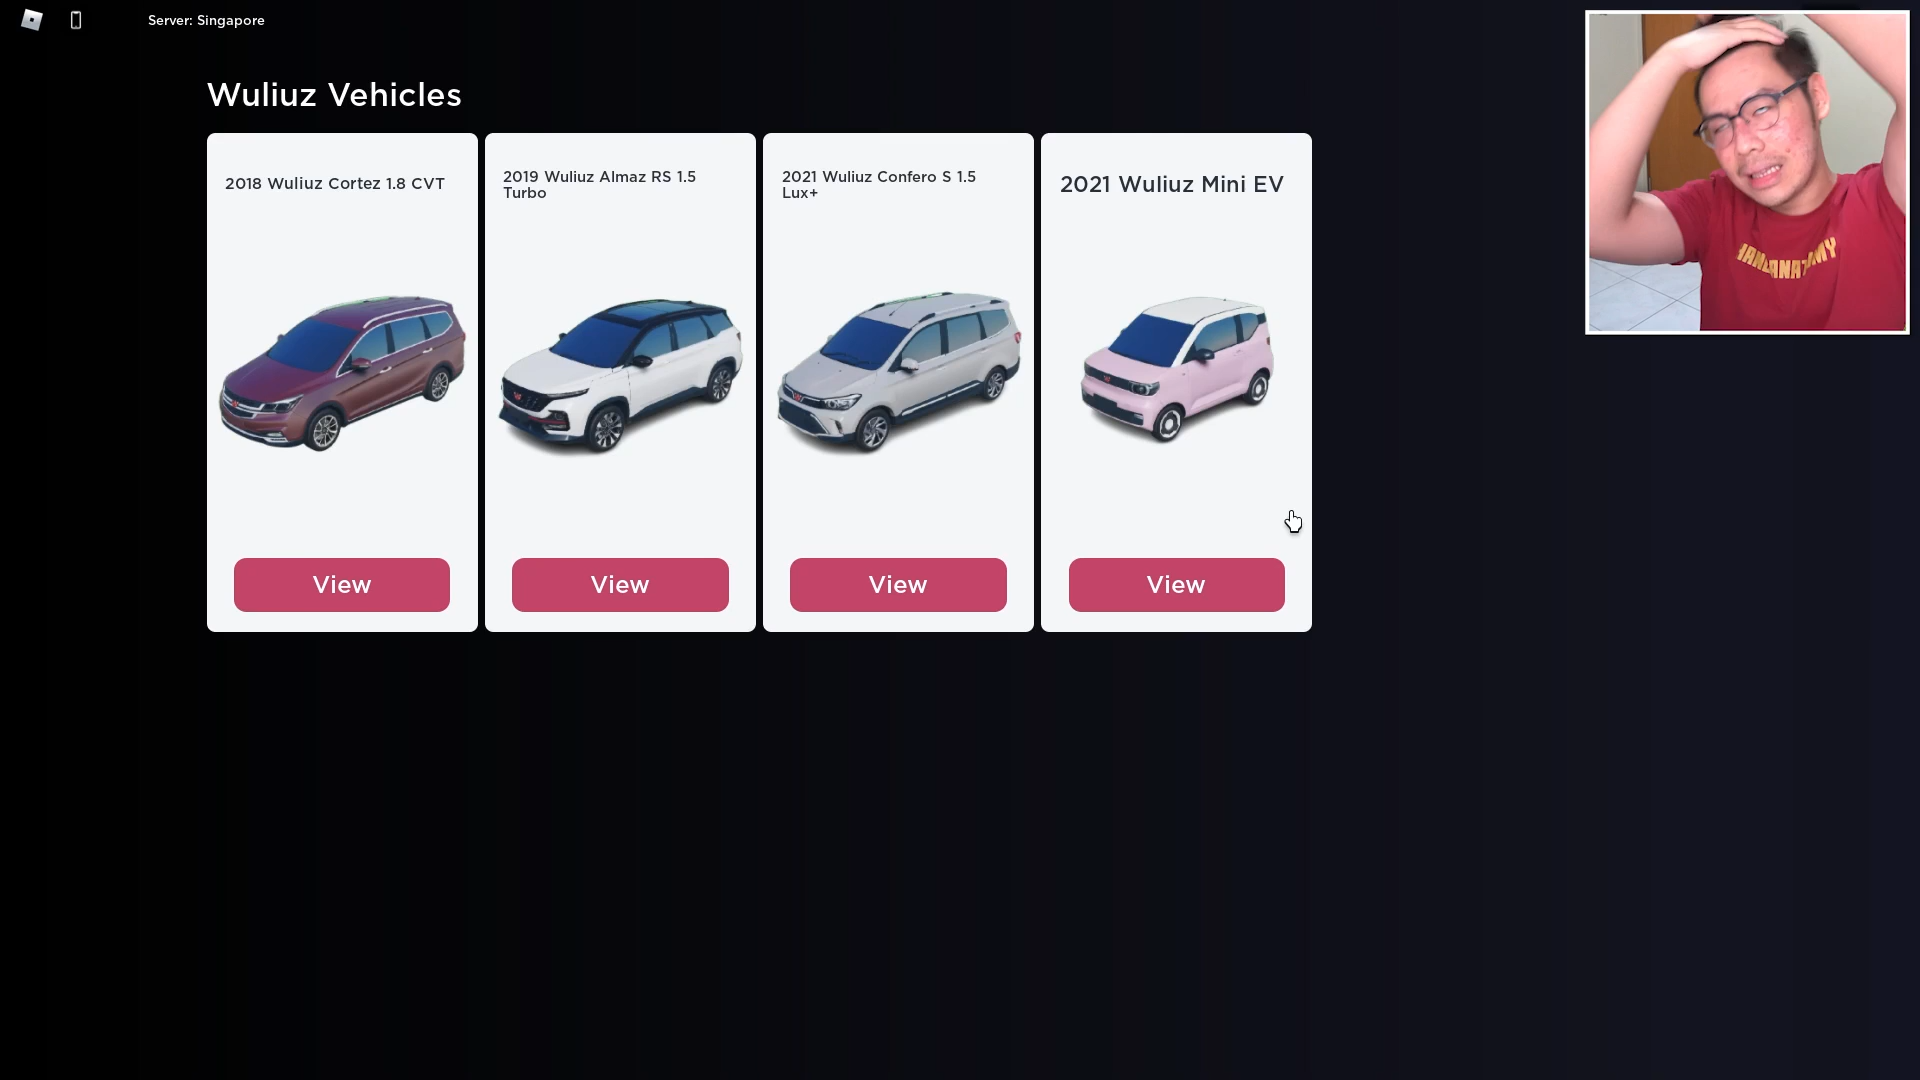 Server: Singapore
Wuliuz Vehicles
2018 Wuliuz Cortez 1.8 CVT
2019 Wuliuz Almaz RS 1.5
Turbo
2021 Wuliuz Confero S 1.5
Lux+
2021 Wuliuz Mini EV
View
View
View
View